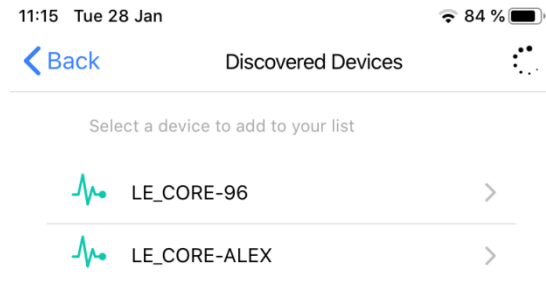 11:15 Tue 28 Jan 84 %
Back Discovered Devices
Select a device to add to your list
LE_CORE-96
LE_CORE-ALEX